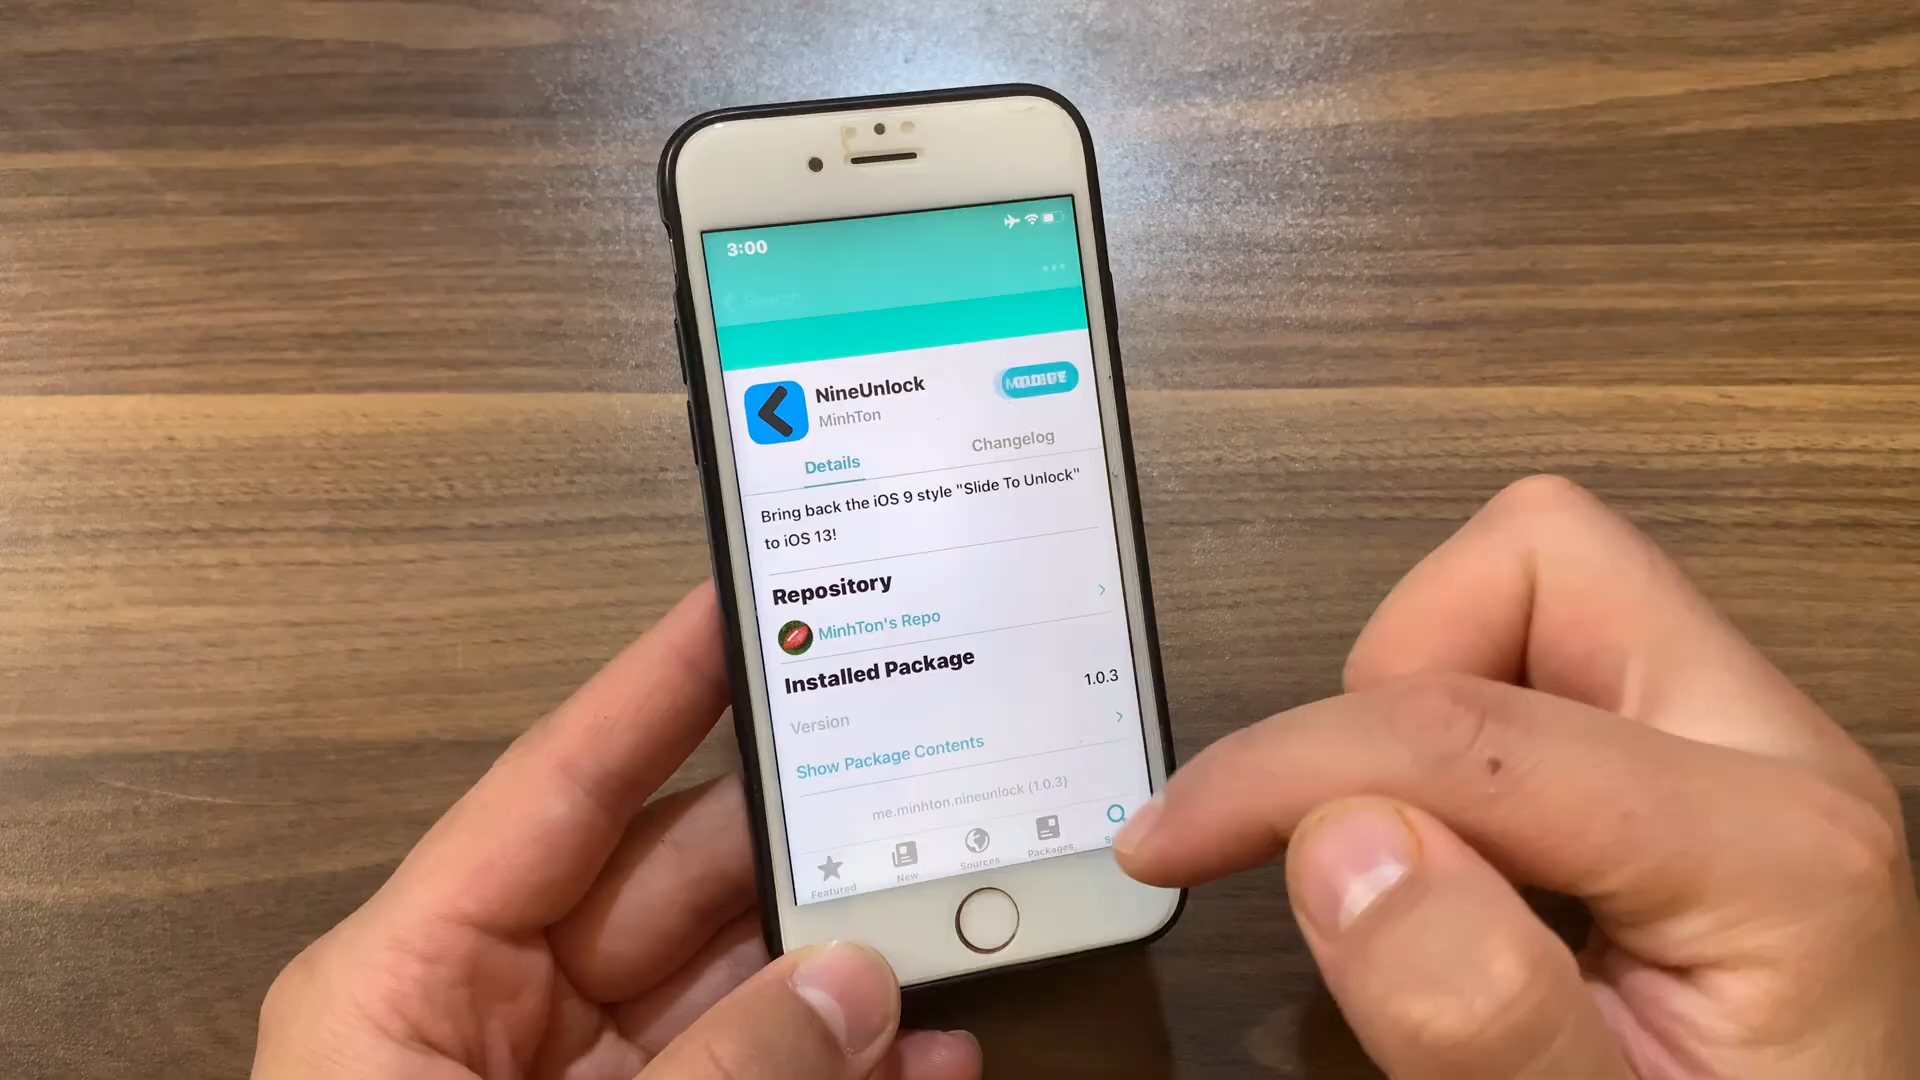 3:00
NineUnlock
MinhTon
Details
Changelog
Bring back the iOS 9 style "Slide To Unlock"
to iOS 13!
Repository
MinhTon's Repo
Installed Package
Version
1.0.3
Show Package Contents
me.minhton.nineunlock (1.0.3)
Featured
New
Sources
Packages